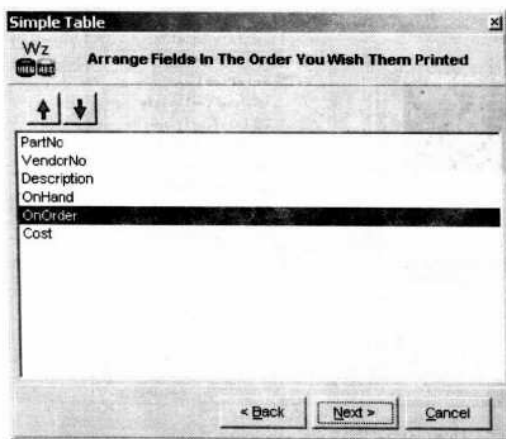 Simple Table
Wz
Arrange Fields In The Order You Wish Them Printed
PartNo
VendorNo
Description
OnHand
OnOrder
Cost
< Back
Next >
Cancel